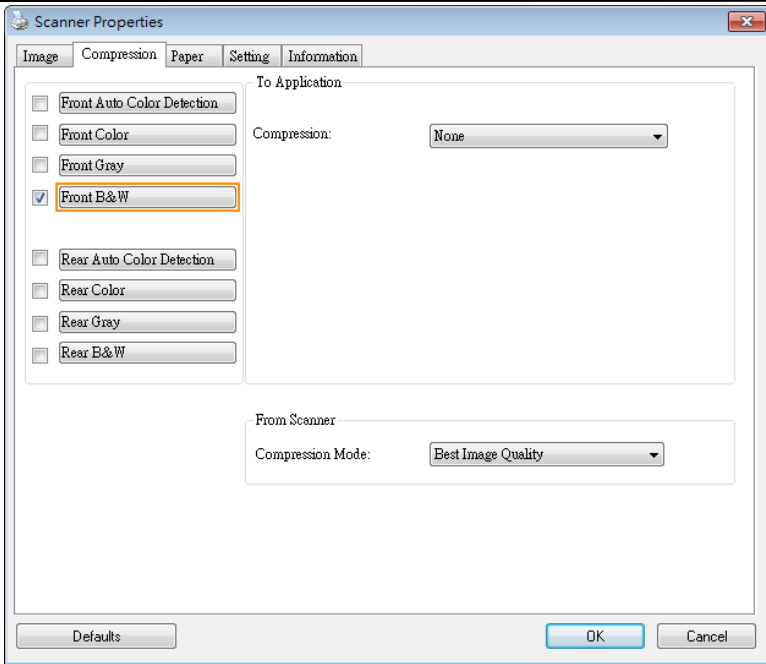 Scanner Properties
Image Compression Paper Setting Information
Front Auto Color Detection
Front Color
Front Gray
Front B&W
Rear Auto Color Detection
Rear Color
Rear Gray
Rear B&W
To Application
Compression: None
From Scanner
Compression Mode: Best Image Quality
Defaults OK Cancel